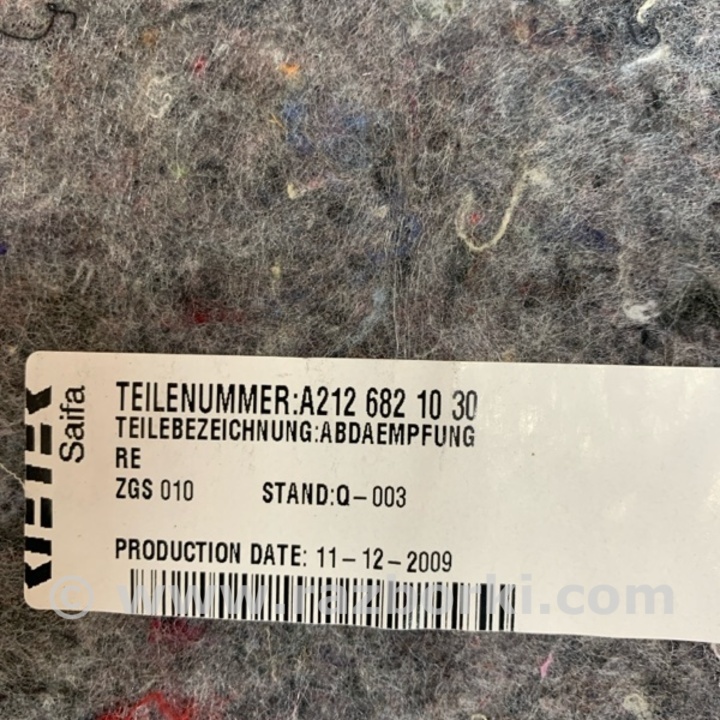 Saifa
TEILENUMMER:A212 682 10 30
TEILEBEZEICHNUNG:ABDAEMPFUNG
RE
ZGS 010 STAND:Q-003
PRODUCTION DATE: 11-12-2009
© www.razborki.com